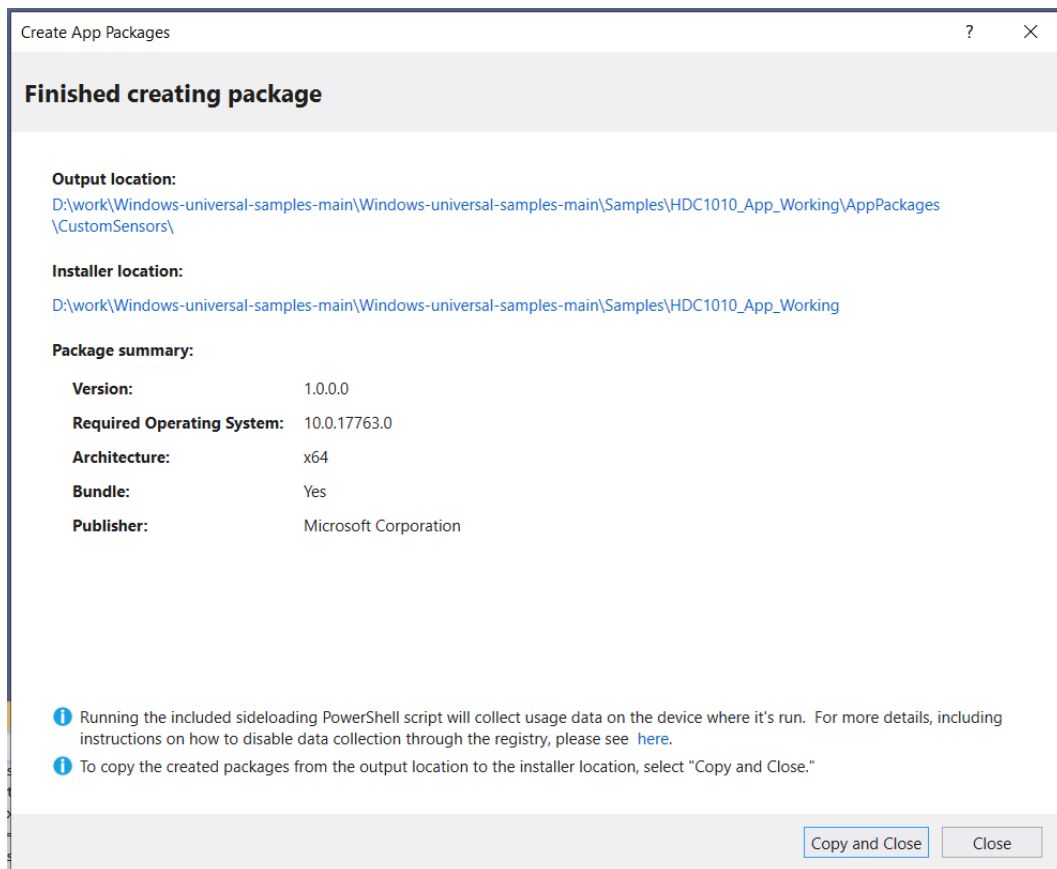 Create App Packages
Finished creating package
Output location:
D:\work\Windows-universal-samples-main\Windows-universal-samples-main\Samples\HDC1010_App_Working\AppPackages
\CustomSensors\
Installer location:
D:\work\Windows-universal-samples-main\Windows-universal-samples-main\Samples\HDC1010_App_Working
Package summary:
Version: 1.0.0.0
Required Operating System: 10.0.17763.0
Architecture: x64
Bundle: Yes
Publisher: Microsoft Corporation
Running the included sideloading PowerShell script will collect usage data on the device where it's run. For more details, including
instructions on how to disable data collection through the registry, please see here.
To copy the created packages from the output location to the installer location, select "Copy and Close."
Copy and Close Close